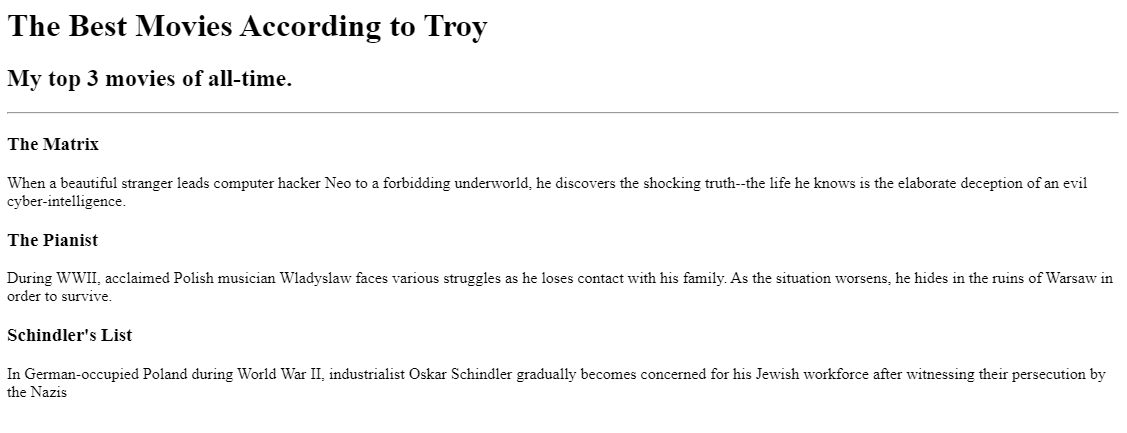 The Best Movies According to Troy
My top 3 movies of all-time.
The Matrix
When a beautiful stranger leads computer hacker Neo to a forbidding underworld, he discovers the shocking truth--the life he knows is the elaborate deception of an evil
cyber-intelligence.
The Pianist
During WWII, acclaimed Polish musician Wladyslaw faces various struggles as he loses contact with his family. As the situation worsens, he hides in the ruins of Warsaw in
order to survive.
Schindler's List
In German-occupied Poland during World War II, industrialist Oskar Schindler gradually becomes concerned for his Jewish workforce after witnessing their persecution by
the Nazis